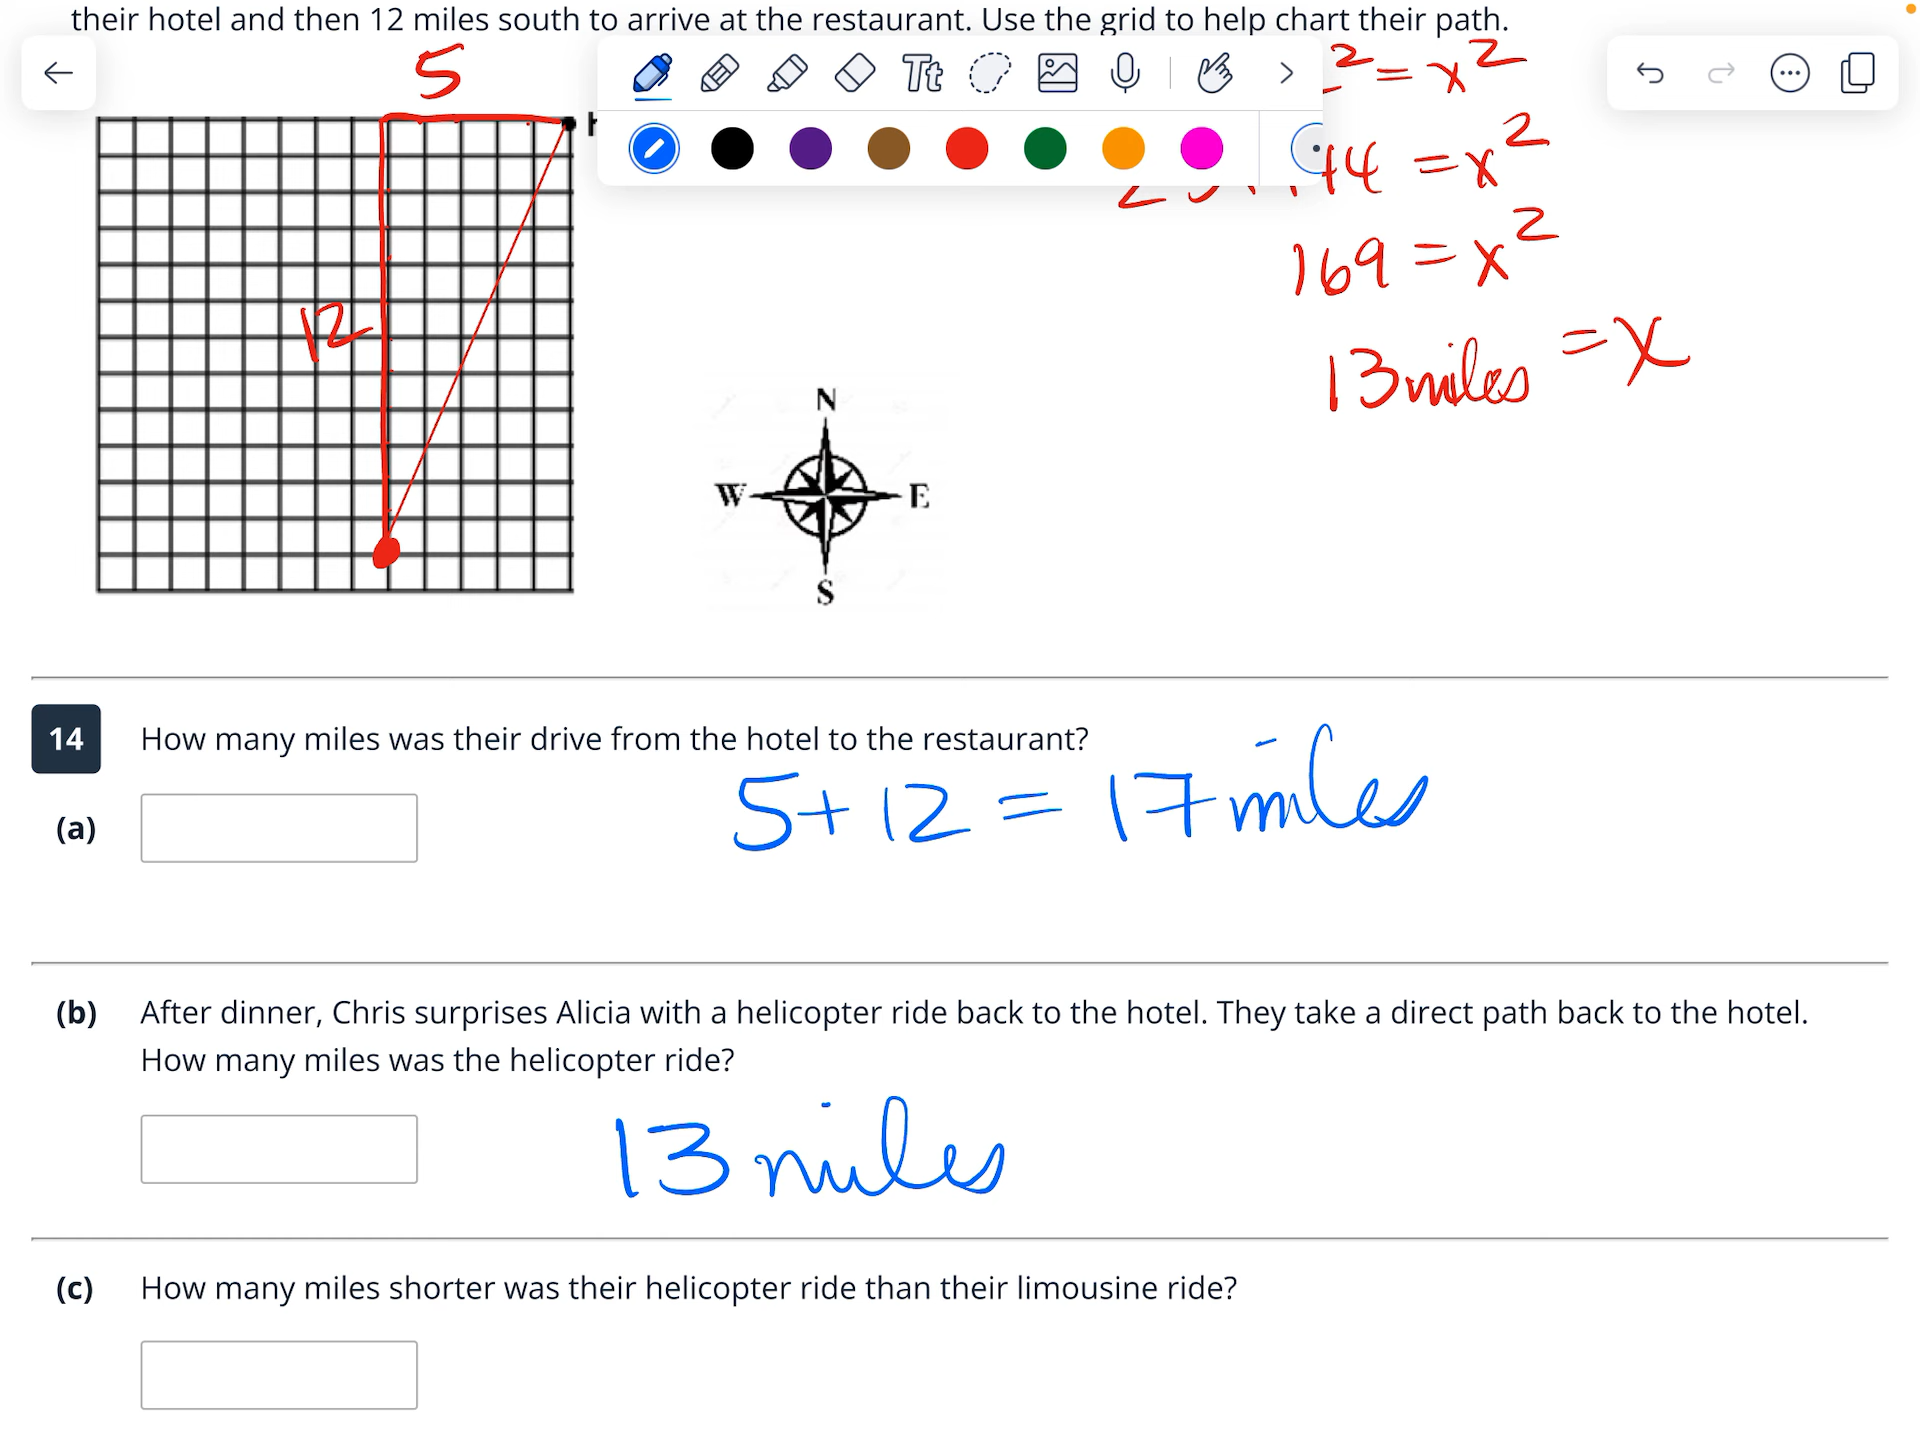 their hotel and then 12 miles south to arrive at the restaurant. Use the grid to help chart their path.
5
Tt
2 = x2
44 = x2
169 = x2
12
13 miles = x
N
W E
S
14 How many miles was their drive from the hotel to the restaurant?
5 + 12 = 17 miles
(a)
(b) After dinner, Chris surprises Alicia with a helicopter ride back to the hotel. They take a direct path back to the hotel.
How many miles was the helicopter ride?
13 miles
(c) How many miles shorter was their helicopter ride than their limousine ride?